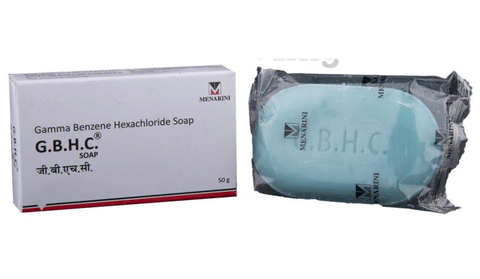 MENARINI
Gamma Benzene Hexachloride Soap
G.B.H.C.®
SOAP
जी.बी.एच.सी.
50 g
MENARINI
G.B.H.C.
MENARINI